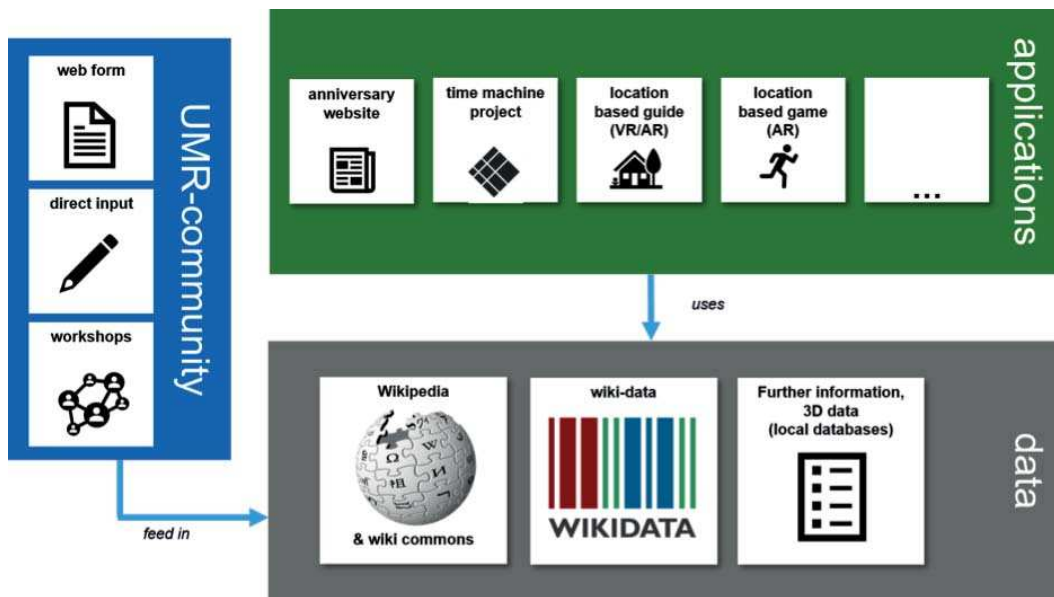 web form
direct input
workshops
UMR-community
anniversary
website
time machine
project
location
based guide
(VR/AR)
location
based game
(AR)
...
applications
uses
feed in
Wikipedia
Ω
W
И
& wiki commons
wiki-data
WIKIDATA
Further information,
3D data
(local databases)
data